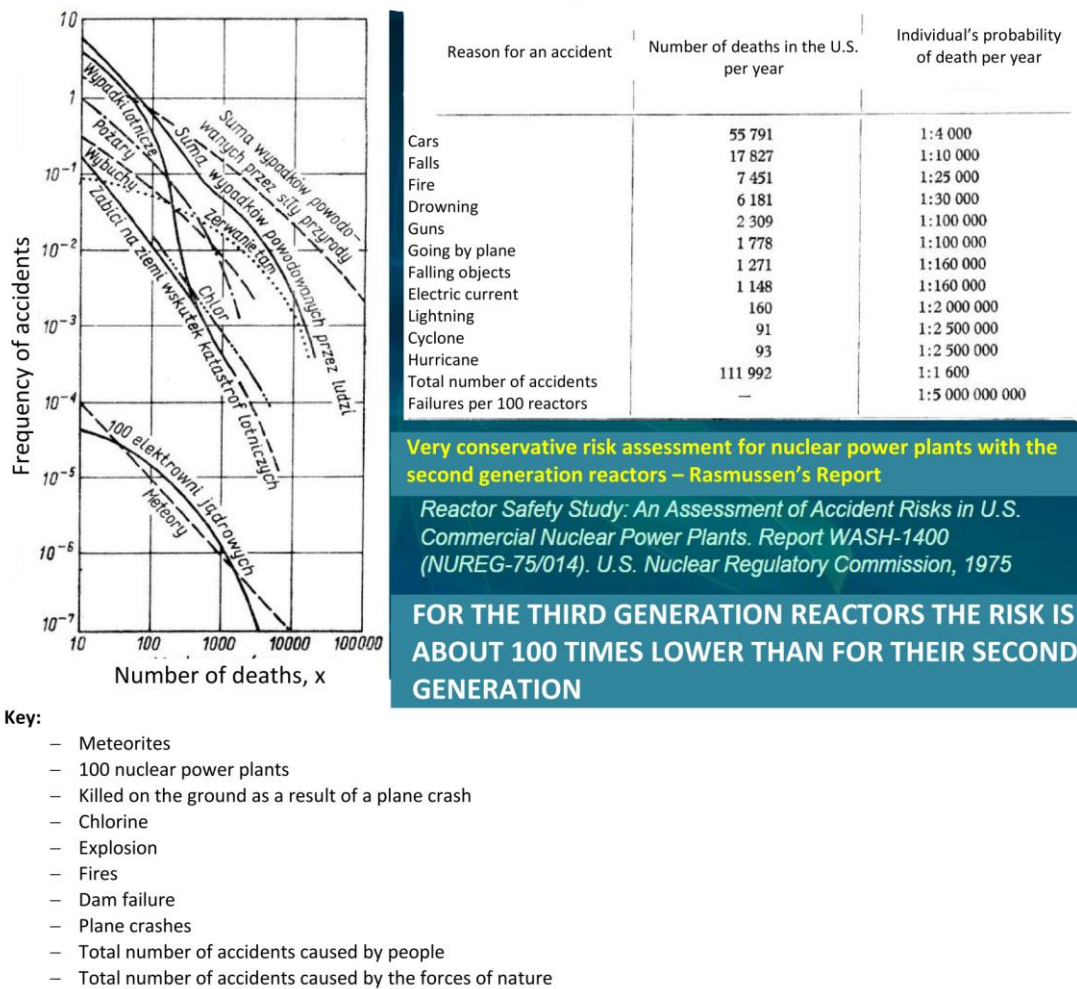 10
1
10⁻¹
10⁻²
10⁻³
10⁻⁴
10⁻⁵
10⁻⁶
10⁻⁷
Frequency of accidents
Wypadki lotnicze
Pożary
Wybuchy
Zabici na ziemi wskutek katastrof lotniczych
Chlor
Zerwanie tam
Suma wypadków powodowanych przez ludzi
Suma wypadków powodo-
wanych przez siły przyrody
100 elektrowni jądrowych
Meteory
10 100 1000 10000 100000
Number of deaths, x
Reason for an accident
Number of deaths in the U.S.
per year
Individual's probability
of death per year
Cars 55 791 1:4 000
Falls 17 827 1:10 000
Fire 7 451 1:25 000
Drowning 6 181 1:30 000
Guns 2 309 1:100 000
Going by plane 1 778 1:100 000
Falling objects 1 271 1:160 000
Electric current 1 148 1:160 000
Lightning 160 1:2 000 000
Cyclone 91 1:2 500 000
Hurricane 93 1:2 500 000
Total number of accidents 111 992 1:1 600
Failures per 100 reactors — 1:5 000 000 000
Very conservative risk assessment for nuclear power plants with the
second generation reactors – Rasmussen's Report
Reactor Safety Study: An Assessment of Accident Risks in U.S.
Commercial Nuclear Power Plants. Report WASH-1400
(NUREG-75/014). U.S. Nuclear Regulatory Commission, 1975
FOR THE THIRD GENERATION REACTORS THE RISK IS
ABOUT 100 TIMES LOWER THAN FOR THEIR SECOND
GENERATION
Key:
– Meteorites
– 100 nuclear power plants
– Killed on the ground as a result of a plane crash
– Chlorine
– Explosion
– Fires
– Dam failure
– Plane crashes
– Total number of accidents caused by people
– Total number of accidents caused by the forces of nature